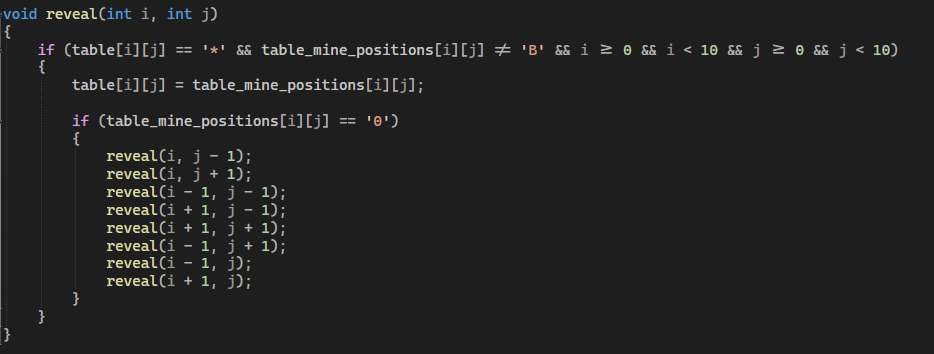 void reveal(int i, int j)
{
    if (table[i][j] == '*' && table_mine_positions[i][j] ≠ 'B' && i ≥ 0 && i < 10 && j ≥ 0 && j < 10)
    {
        table[i][j] = table_mine_positions[i][j];

        if (table_mine_positions[i][j] == '0')
        {
            reveal(i, j - 1);
            reveal(i, j + 1);
            reveal(i - 1, j - 1);
            reveal(i + 1, j - 1);
            reveal(i + 1, j + 1);
            reveal(i - 1, j + 1);
            reveal(i - 1, j);
            reveal(i + 1, j);
        }
    }
}